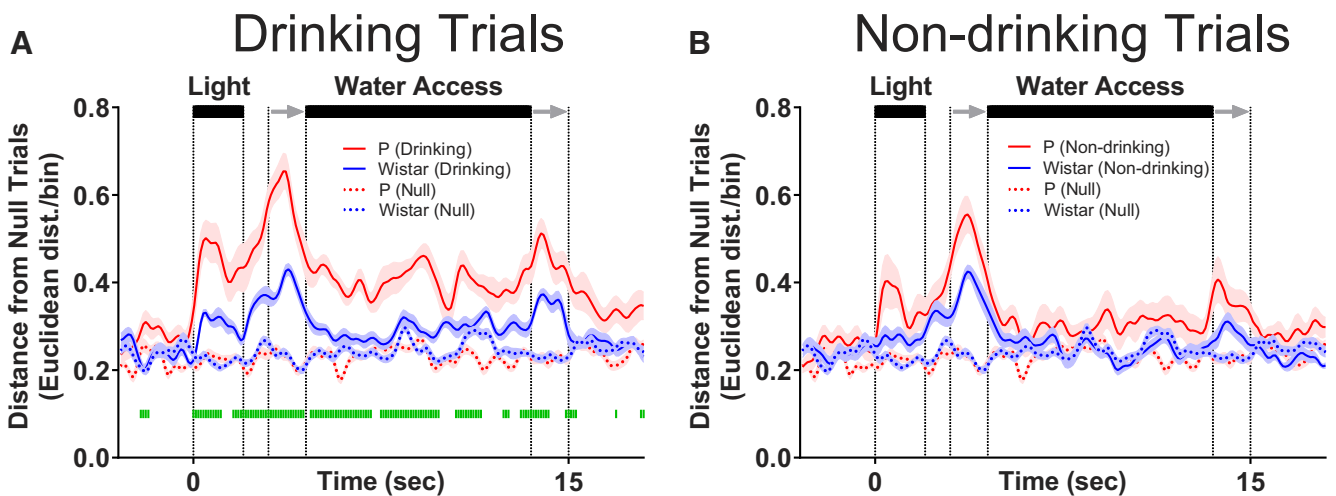 A
Drinking Trials
Light
Water Access
Distance from Null Trials
(Euclidean dist./bin)
0.8
0.6
0.4
0.2
0.0
P (Drinking)
Wistar (Drinking)
P (Null)
Wistar (Null)
0
Time (sec)
15
B
Non-drinking Trials
Light
Water Access
Distance from Null Trials
(Euclidean dist./bin)
0.8
0.6
0.4
0.2
0.0
P (Non-drinking)
Wistar (Non-drinking)
P (Null)
Wistar (Null)
0
Time (sec)
15